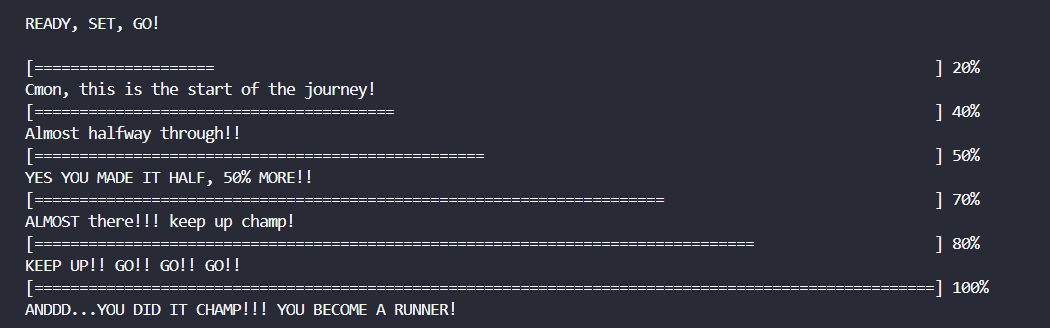 READY, SET, GO!
[====================                                                                                ] 20%
Cmon, this is the start of the journey!
[========================================                                                            ] 40%
Almost halfway through!!
[==================================================                                                  ] 50%
YES YOU MADE IT HALF, 50% MORE!!
[======================================================================                              ] 70%
ALMOST there!!! keep up champ!
[================================================================================                    ] 80%
KEEP UP!! GO!! GO!! GO!!
[====================================================================================================] 100%
ANDDD...YOU DID IT CHAMP!!! YOU BECOME A RUNNER!